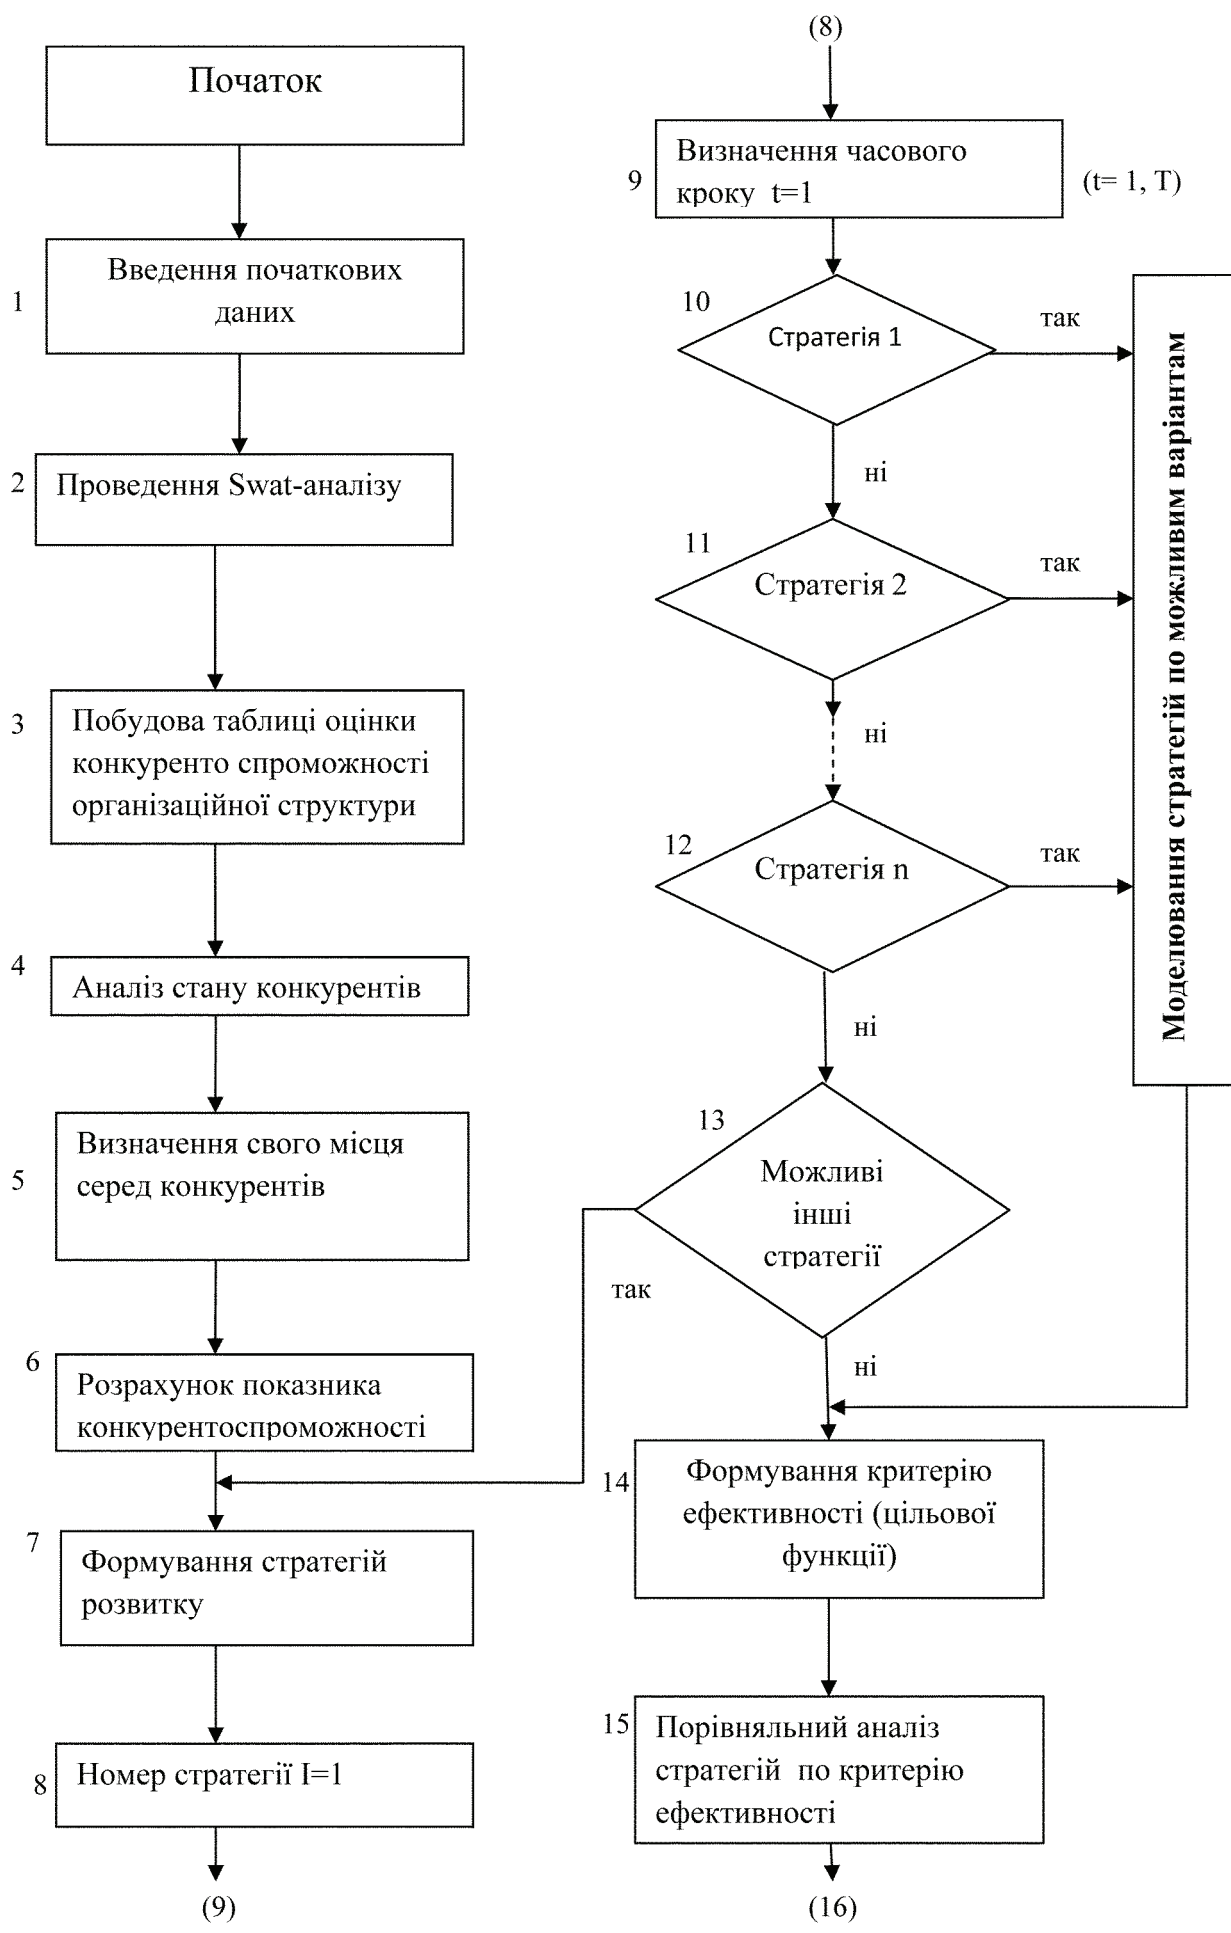 Початок
1
Введення початкових
даних
2
Проведення Swat-аналізу
3
Побудова таблиці оцінки
конкуренто спроможності
організаційної структури
4
Аналіз стану конкурентів
5
Визначення свого місця
серед конкурентів
6
Розрахунок показника
конкурентоспроможності
7
Формування стратегій
розвитку
8
Номер стратегії I=1
(9)
(8)
9
Визначення часового
кроку t=1
(t= 1, T)
10
Стратегія 1
так
ні
11
Стратегія 2
так
ні
12
Стратегія n
так
ні
Моделювання стратегій по можливим варіантам
13
Можливі
інші
стратегії
так
ні
14
Формування критерію
ефективності (цільової
функції)
15
Порівняльний аналіз
стратегій по критерію
ефективності
(16)